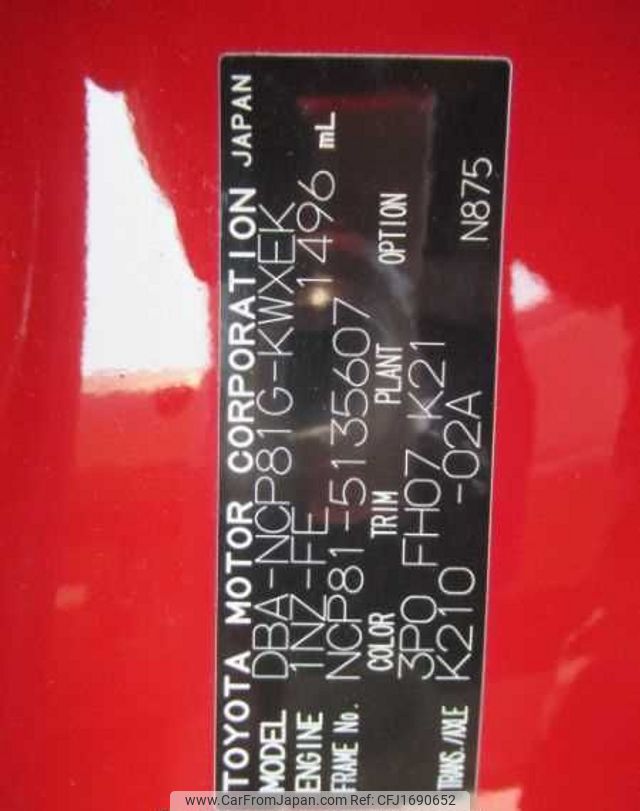 TOYOTA MOTOR CORPORATION JAPAN
MODEL DBA-NCP81G-KWXEK
ENGINE 1NZ-FE 1496 mL
FRAME No. NCP81-5135607
COLOR TRIM PLANT OPTION
3P0 FH07 K21
TRANS./AXLE K210 -02A N875
www.CarFromJapan.com Ref:CFJ1690652